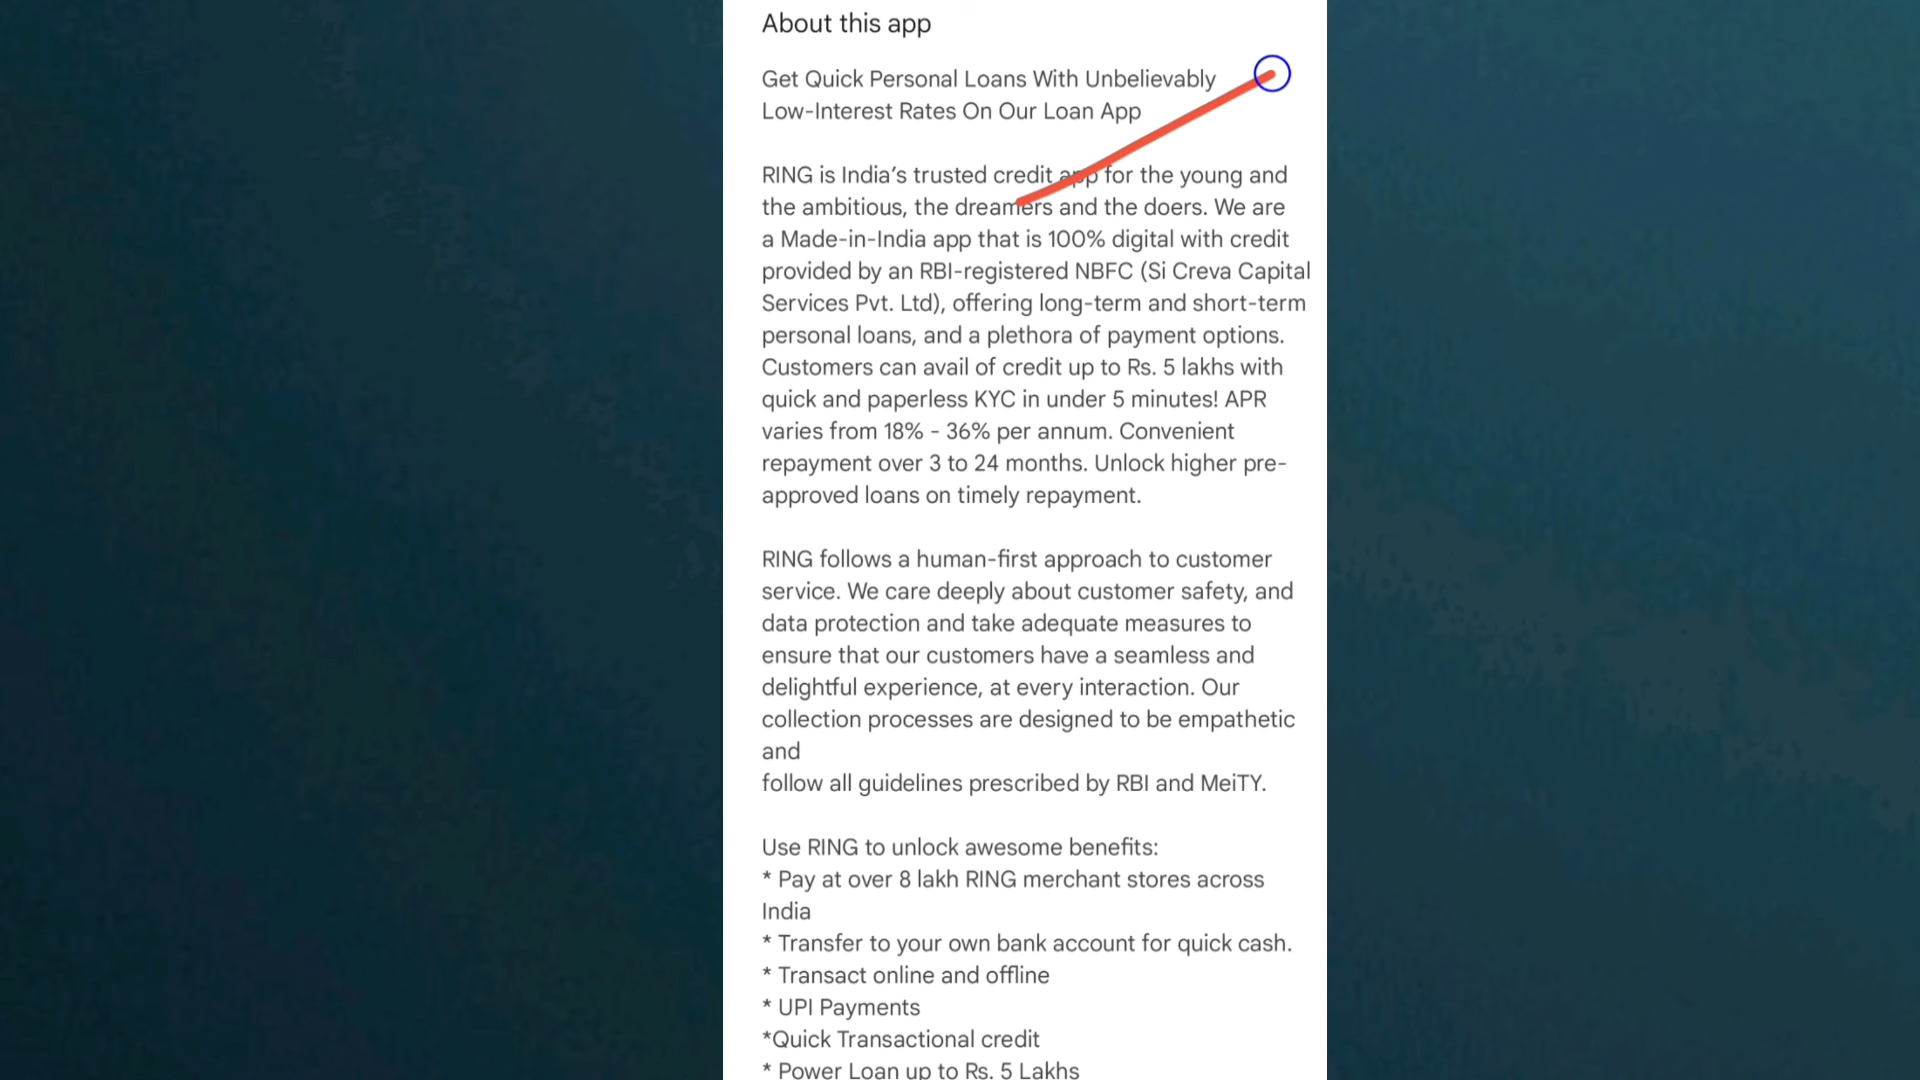 About this app
Get Quick Personal Loans With Unbelievably
Low-Interest Rates On Our Loan App
RING is India's trusted credit app for the young and
the ambitious, the dreamers and the doers. We are
a Made-in-India app that is 100% digital with credit
provided by an RBI-registered NBFC (Si Creva Capital
Services Pvt. Ltd), offering long-term and short-term
personal loans, and a plethora of payment options.
Customers can avail of credit up to Rs. 5 lakhs with
quick and paperless KYC in under 5 minutes! APR
varies from 18% - 36% per annum. Convenient
repayment over 3 to 24 months. Unlock higher pre-
approved loans on timely repayment.
RING follows a human-first approach to customer
service. We care deeply about customer safety, and
data protection and take adequate measures to
ensure that our customers have a seamless and
delightful experience, at every interaction. Our
collection processes are designed to be empathetic
and
follow all guidelines prescribed by RBI and MeiTY.
Use RING to unlock awesome benefits:
* Pay at over 8 lakh RING merchant stores across
India
* Transfer to your own bank account for quick cash.
* Transact online and offline
* UPI Payments
*Quick Transactional credit
* Power Loan up to Rs. 5 Lakhs